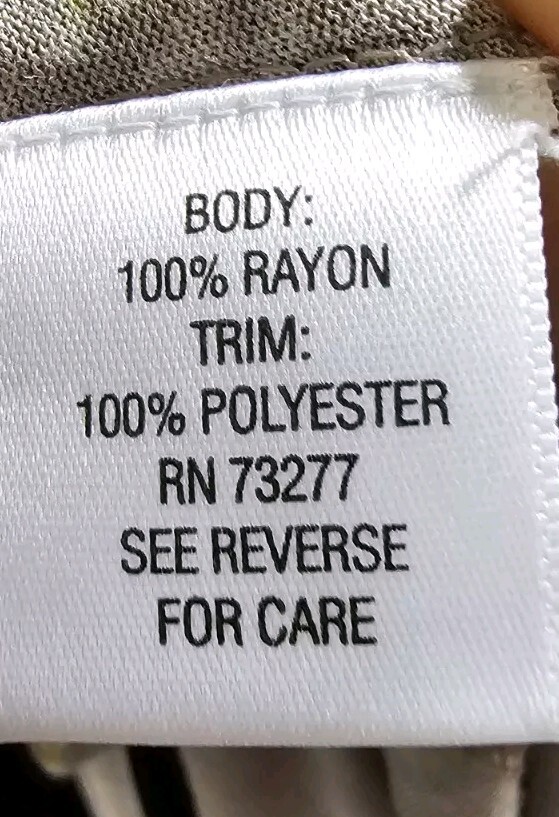 BODY:
100% RAYON
TRIM:
100% POLYESTER
RN 73277
SEE REVERSE
FOR CARE